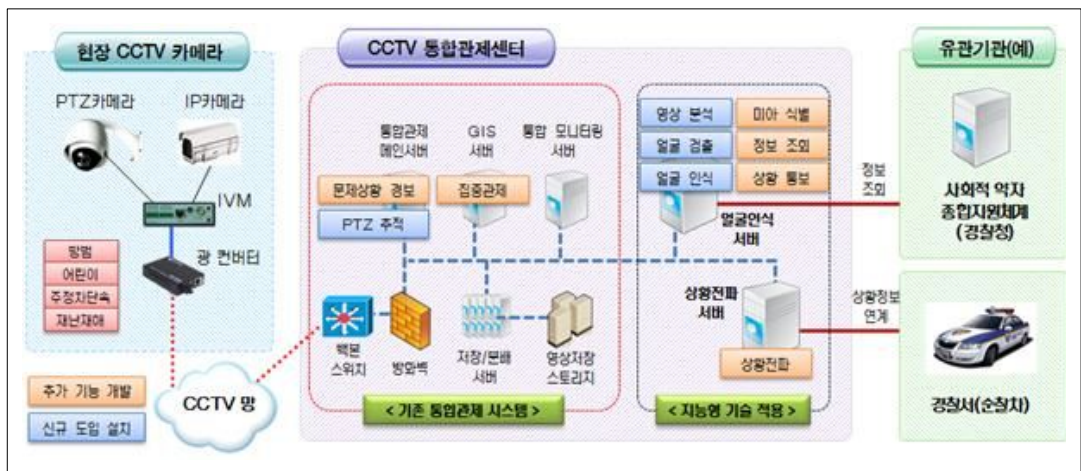 현장 CCTV 카메라
PTZ카메라
IP카메라
IVM
광 컨버터
방범
어린이
주정차단속
재난재해
추가 기능 개발
신규 도입 설치
CCTV 망
CCTV 통합관제센터
통합관제
메인서버
GIS
서버
통합 모니터링
서버
문제상황 경보
집중관제
PTZ 추적
백본
스위치
방화벽
저장/분배
서버
영상저장
스토리지
< 기존 통합관제 시스템 >
영상 분석
미아 식별
얼굴 검출
정보 조회
얼굴 인식
상황 통보
얼굴인식
서버
상황전파
서버
상황전파
< 지능형 기술 적용 >
정보
조회
상황정보
연계
유관기관(예)
사회적 약자
종합지원체계
(경찰청)
경찰서(순찰차)